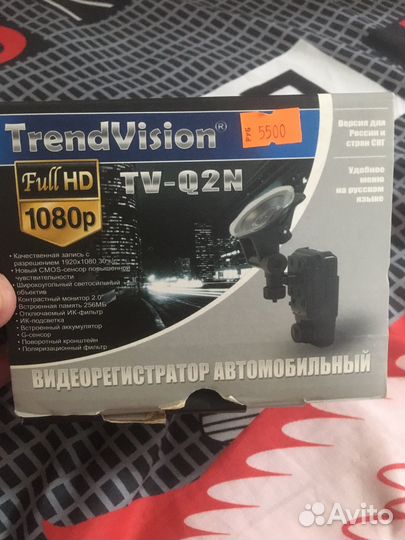 TrendVision®
РУБ 5500
Версия для
России и
стран СНГ
Full HD
1080p
TV-Q2N
Удобное
меню
на русском
языке
• Качественная запись с
разрешением 1920x1080 30к/с
• Новый CMOS-сенсор повышенной
чувствительности
• Широкоугольный светосильный
объектив
Контрастный монитор 2.0"
Встроенная память 256МБ
• Отключаемый ИК-фильтр
• ИК-подсветка
• Встроенный аккумулятор
• G-сенсор
• Поворотный кронштейн
• Поляризационный фильтр
ВИДЕОРЕГИСТРАТОР АВТОМОБИЛЬНЫЙ
Avito